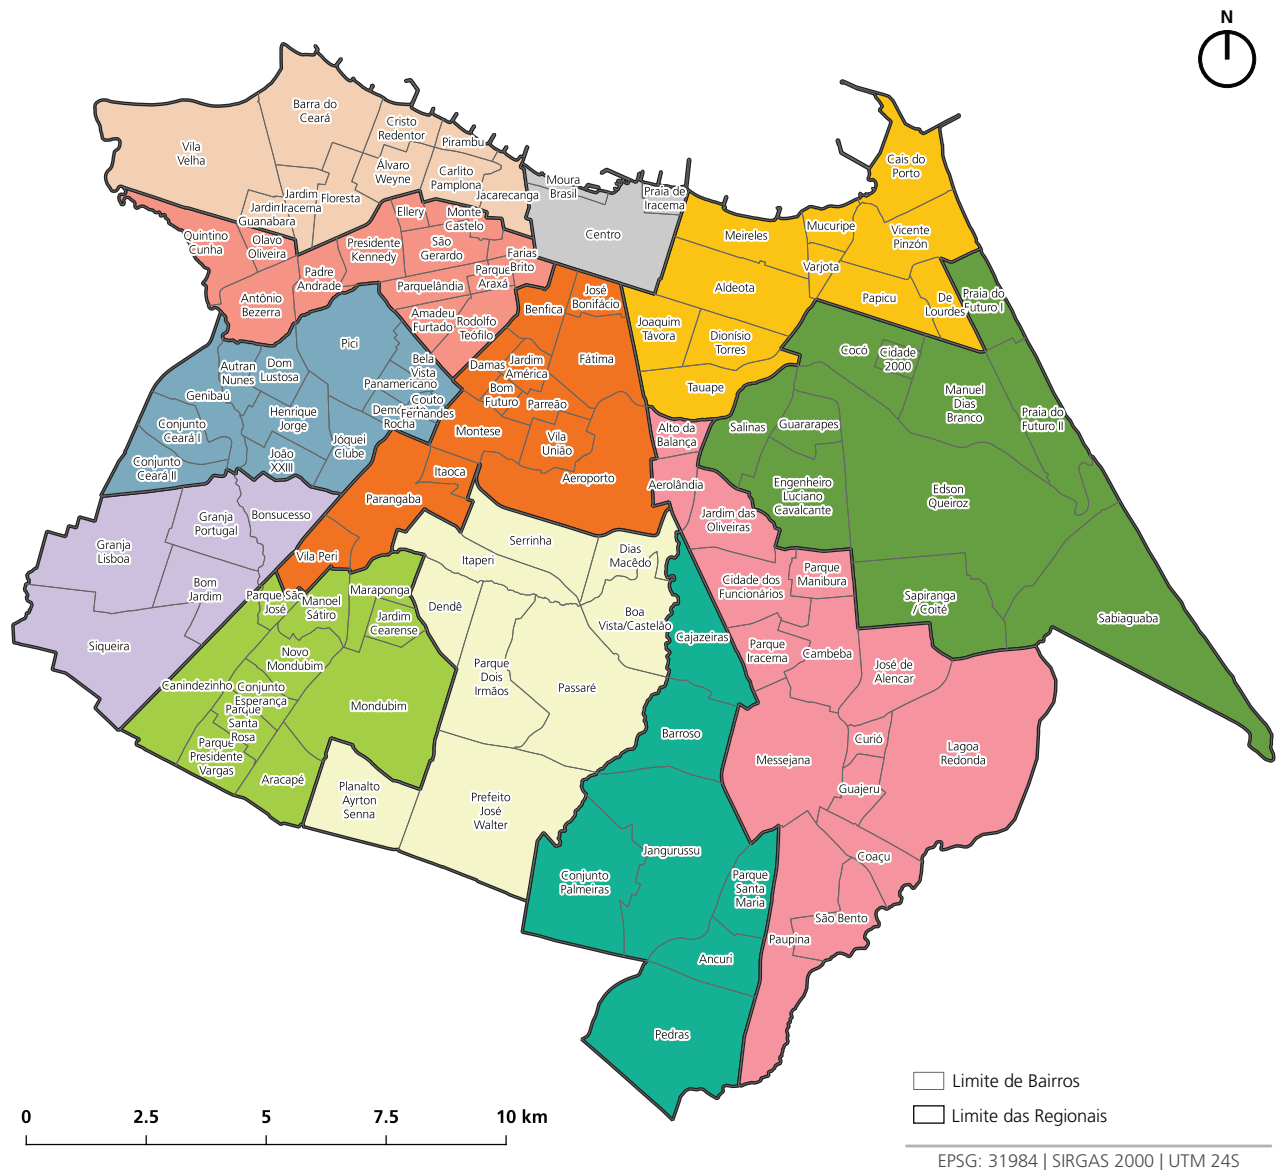 N
Barra do
Ceará
Cristo
Redentor
Pirambu
Vila
Velha
Álvaro
Weyne
Carlito
Pamplona
Jacarecanga
Jardim
Iracema
Floresta
Jardim
Guanabara
Moura
Brasil
Praia de
Iracema
Centro
Cais do
Porto
Mucuripe
Vicente
Pinzón
Meireles
Varjota
Aldeota
Papicu
De
Lourdes
Praia do
Futuro I
Quintino
Cunha
Olavo
Oliveira
Ellery
Monte
Castelo
Presidente
Kennedy
São
Gerardo
Farias
Brito
Padre
Andrade
Parque
Araxá
Parquelândia
Antônio
Bezerra
Amadeu
Furtado
Rodolfo
Teófilo
Benfica
José
Bonifácio
Joaquim
Távora
Dionísio
Torres
Tauape
Pici
Bela
Vista
Autran
Nunes
Dom
Lustosa
Panamericano
Genibaú
Couto
Fernandes
Demócrito
Rocha
Henrique
Jorge
Conjunto
Ceará I
Jóquei
Clube
João
XXIII
Conjunto
Ceará II
Damas
Jardim
América
Fátima
Bom
Futuro
Parreão
Montese
Vila
União
Aeroporto
Itaoca
Parangaba
Vila Peri
Cocó
Cidade
2000
Manuel
Dias
Branco
Praia do
Futuro II
Salinas
Guararapes
Engenheiro
Luciano
Cavalcante
Edson
Queiroz
Sapiranga
/ Coité
Sabiaguaba
Alto da
Balança
Aerolândia
Jardim das
Oliveiras
Cidade dos
Funcionários
Parque
Manibura
Parque
Iracema
Cambeba
José de
Alencar
Messejana
Curió
Lagoa
Redonda
Guajeru
Coaçu
São Bento
Paupina
Bonsucesso
Granja
Portugal
Granja
Lisboa
Bom
Jardim
Siqueira
Serrinha
Itaperi
Dias
Macêdo
Dendê
Boa
Vista/Castelão
Parque
Dois
Irmãos
Passaré
Planalto
Ayrton
Senna
Prefeito
José
Walter
Parque São
José
Manoel
Sátiro
Maraponga
Jardim
Cearense
Novo
Mondubim
Canindezinho
Conjunto
Esperança
Parque
Santa
Rosa
Mondubim
Parque
Presidente
Vargas
Aracapé
Cajazeiras
Barroso
Jangurussu
Conjunto
Palmeiras
Parque
Santa
Maria
Ancuri
Pedras
Limite de Bairros
Limite das Regionais
0 2.5 5 7.5 10 km
EPSG: 31984 | SIRGAS 2000 | UTM 24S